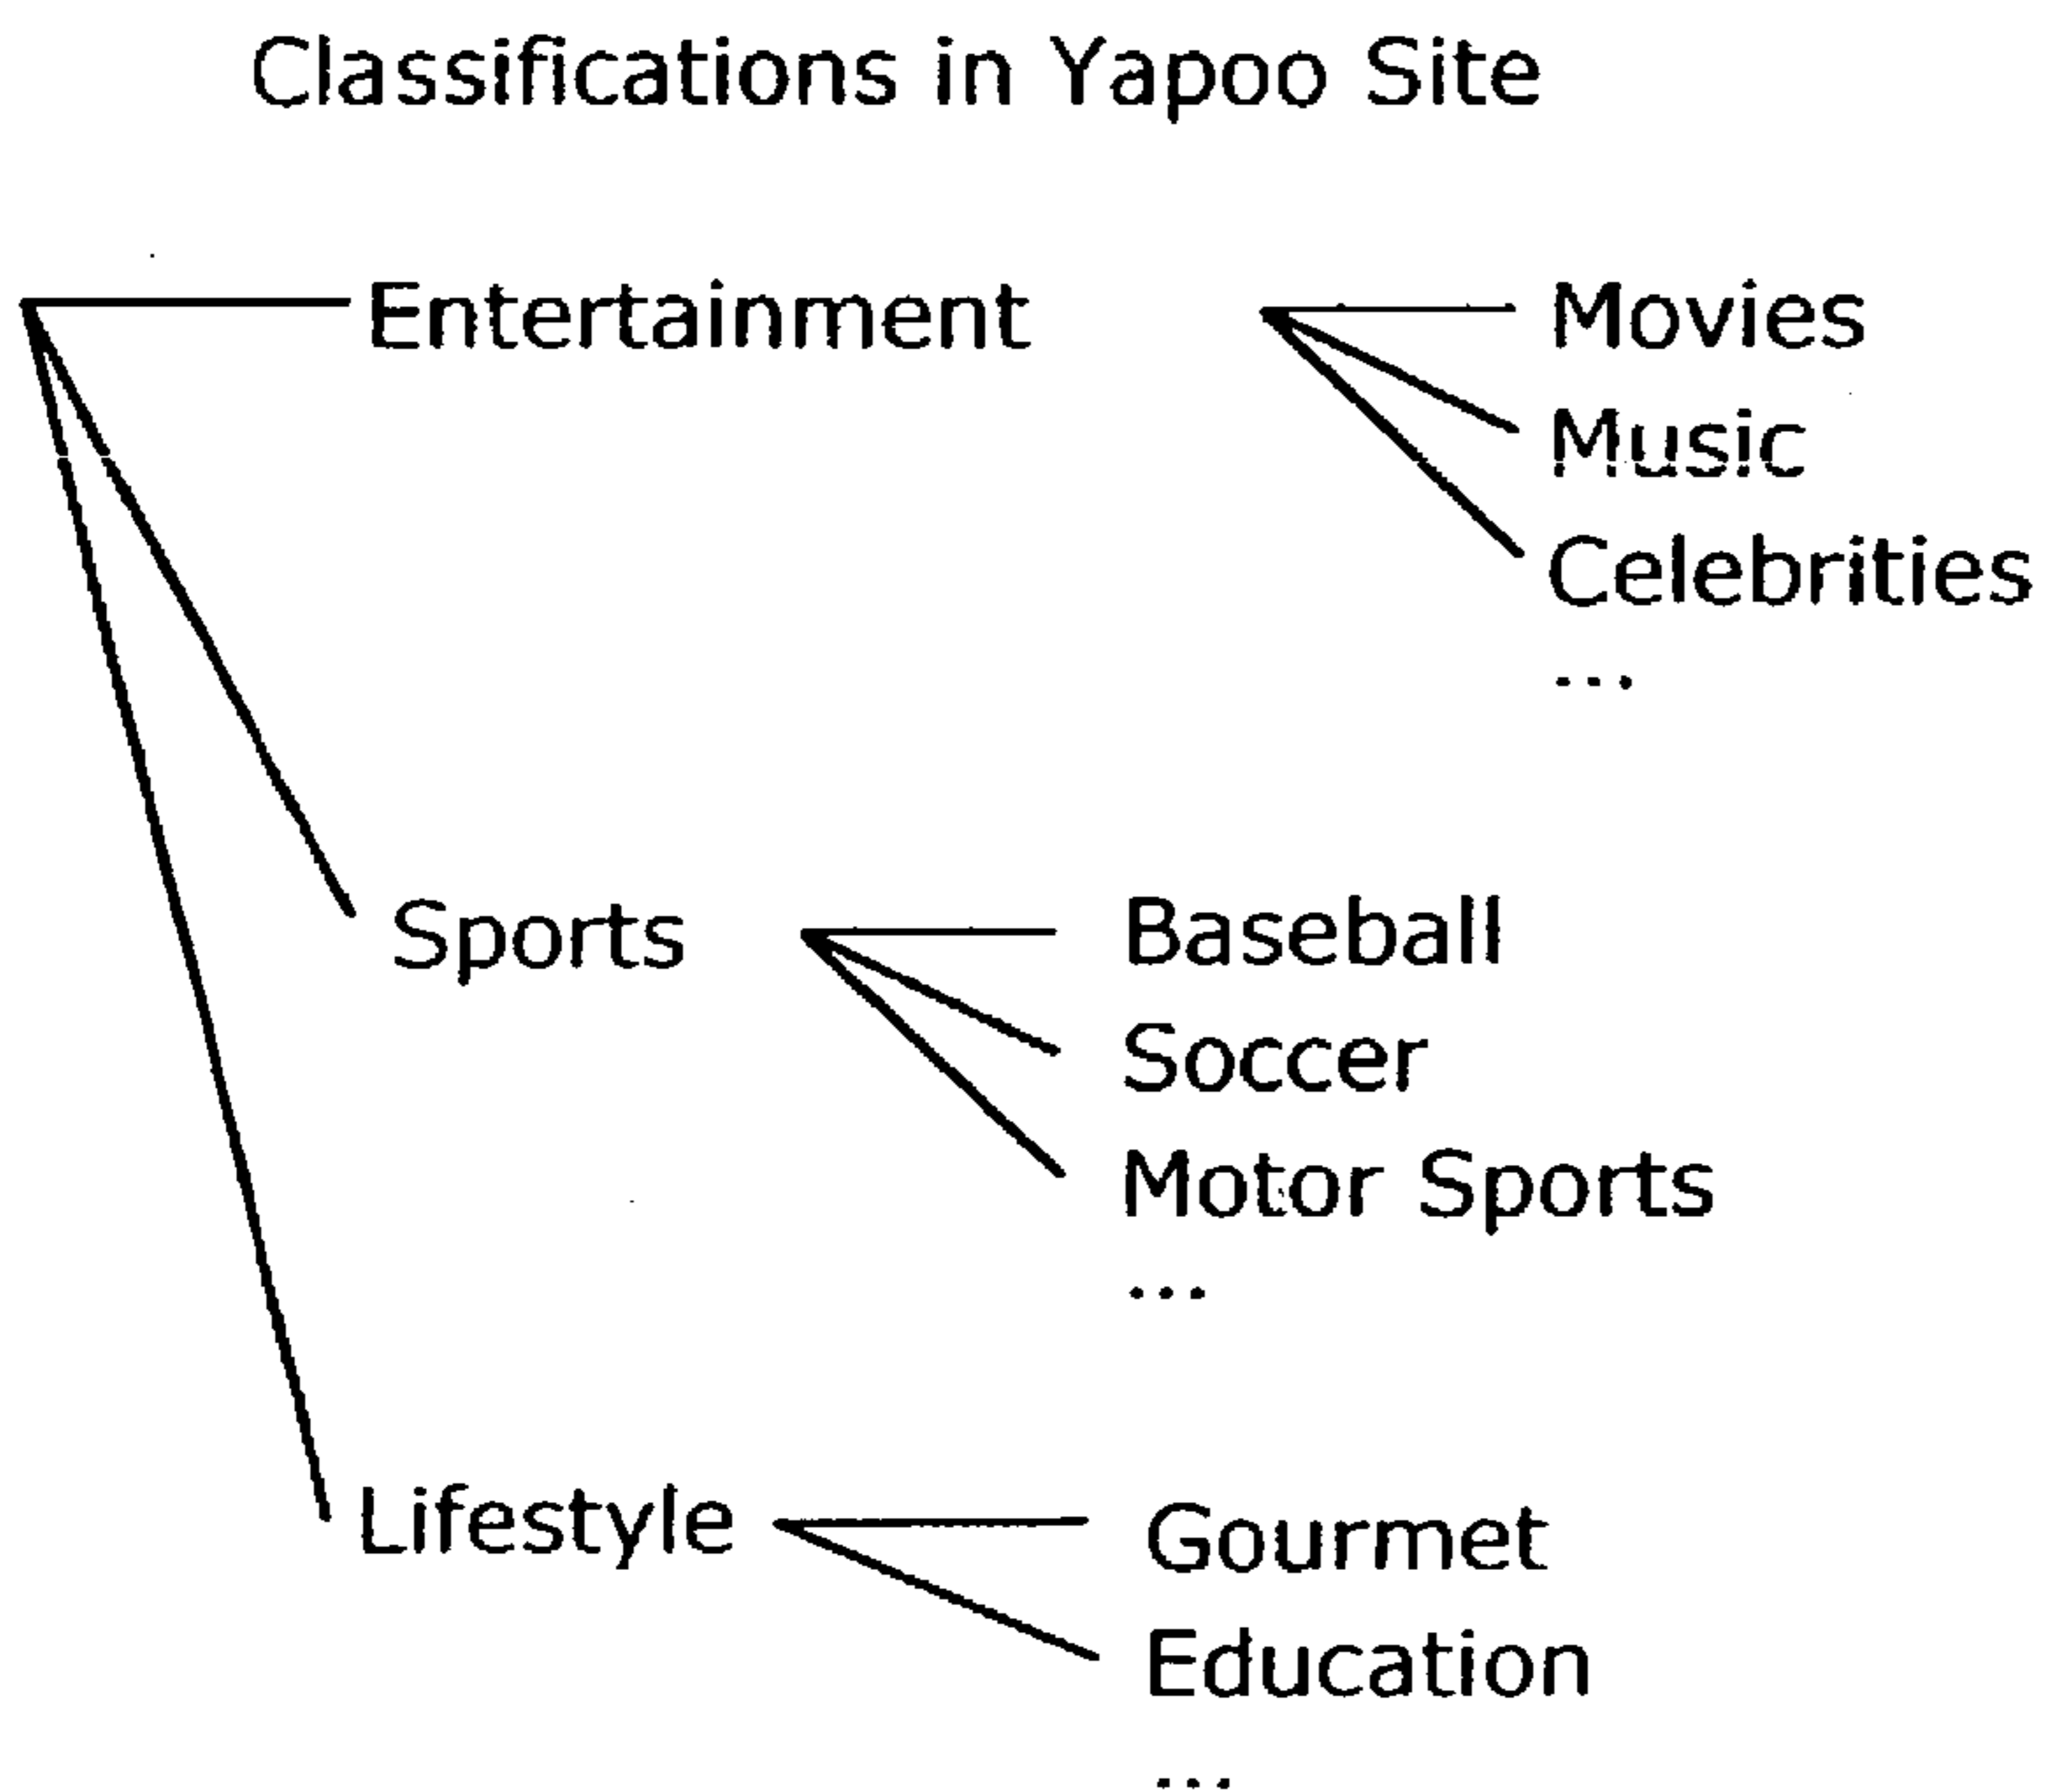 Classifications in Yapoo Site
Entertainment
Movies
Music
Celebrities
...
Sports
Baseball
Soccer
Motor Sports
...
Lifestyle
Gourmet
Education
...